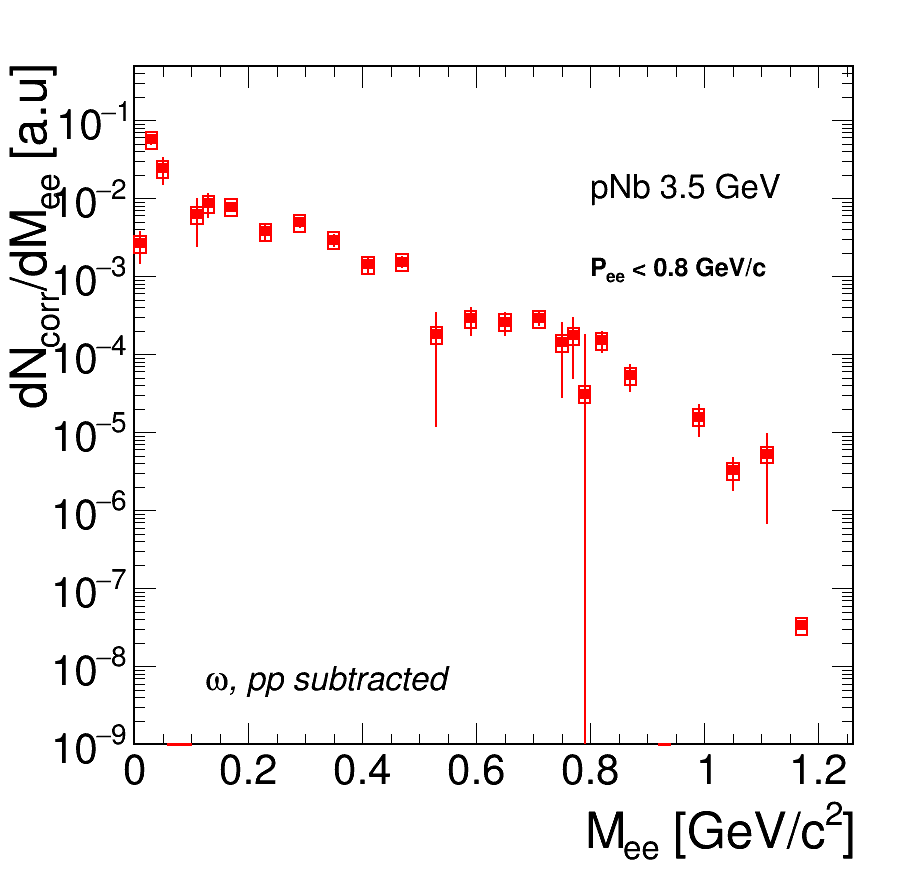 dN_corr/dM_ee [a.u]
10^−1
10^−2
10^−3
10^−4
10^−5
10^−6
10^−7
10^−8
10^−9
pNb 3.5 GeV
P_ee < 0.8 GeV/c
ω, pp subtracted
0 0.2 0.4 0.6 0.8 1 1.2
M_ee [GeV/c^2]